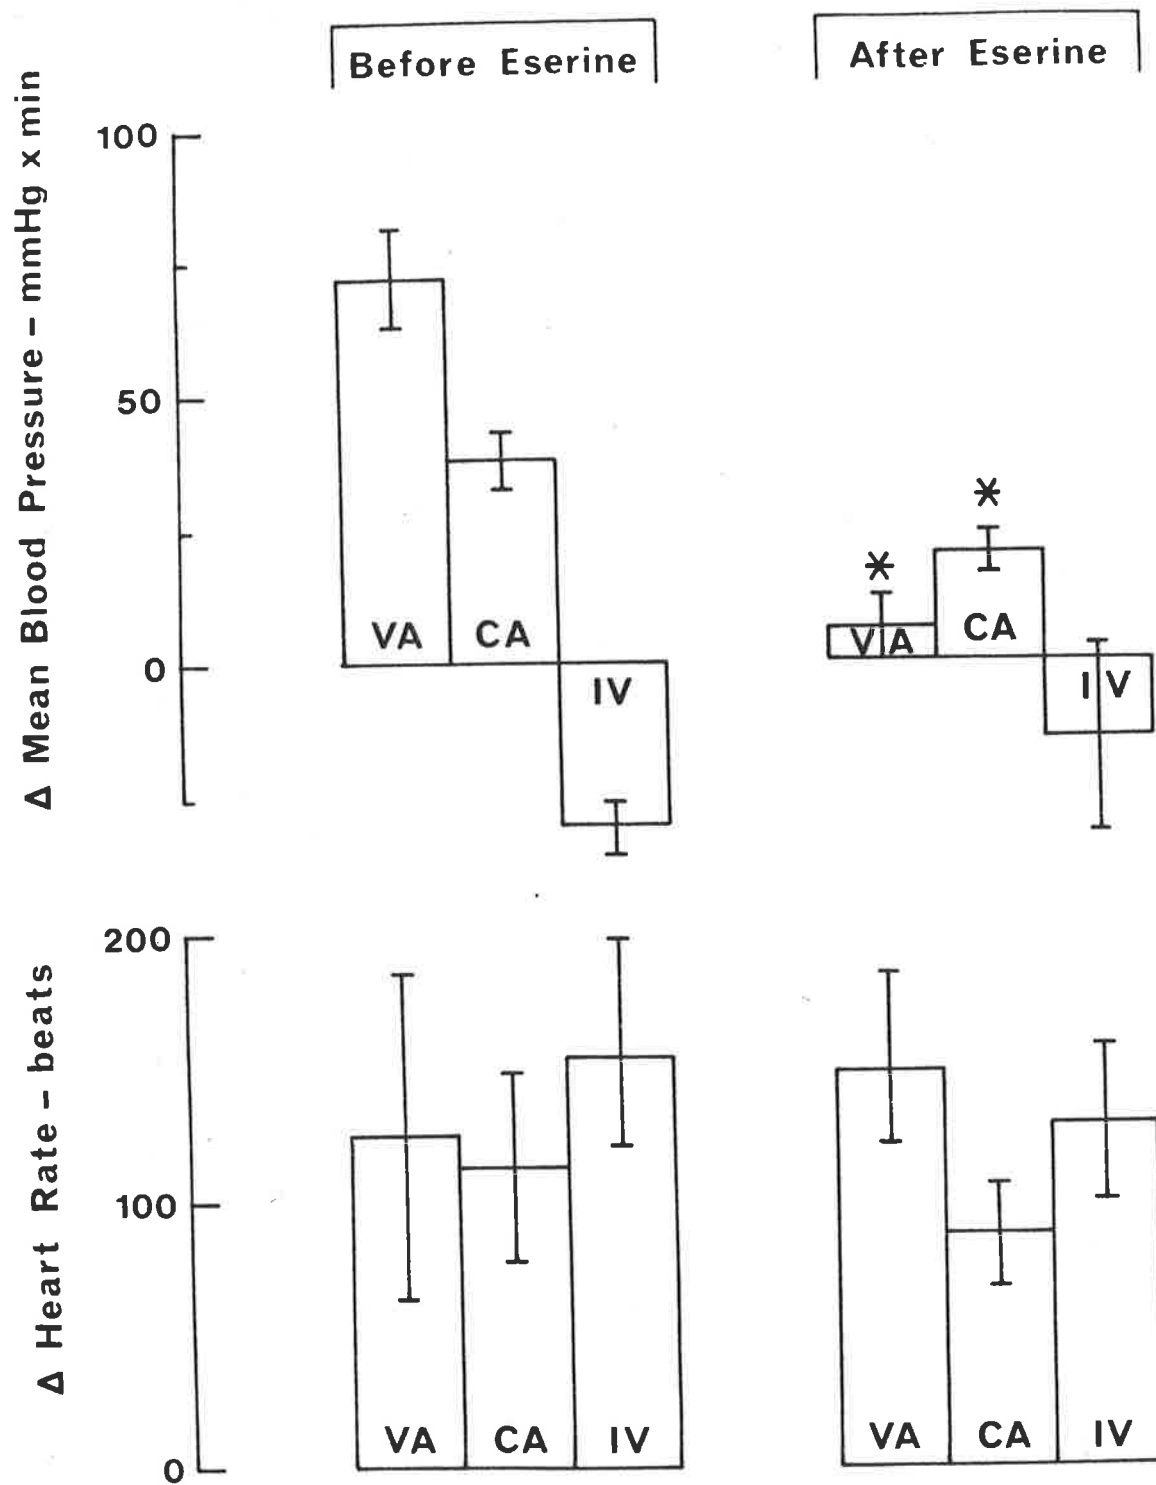 Before Eserine
After Eserine
Δ Mean Blood Pressure – mmHg x min
100
50
0
VA
CA
IV
*
*
VA
CA
IV
Δ Heart Rate – beats
200
100
0
VA
CA
IV
VA
CA
IV